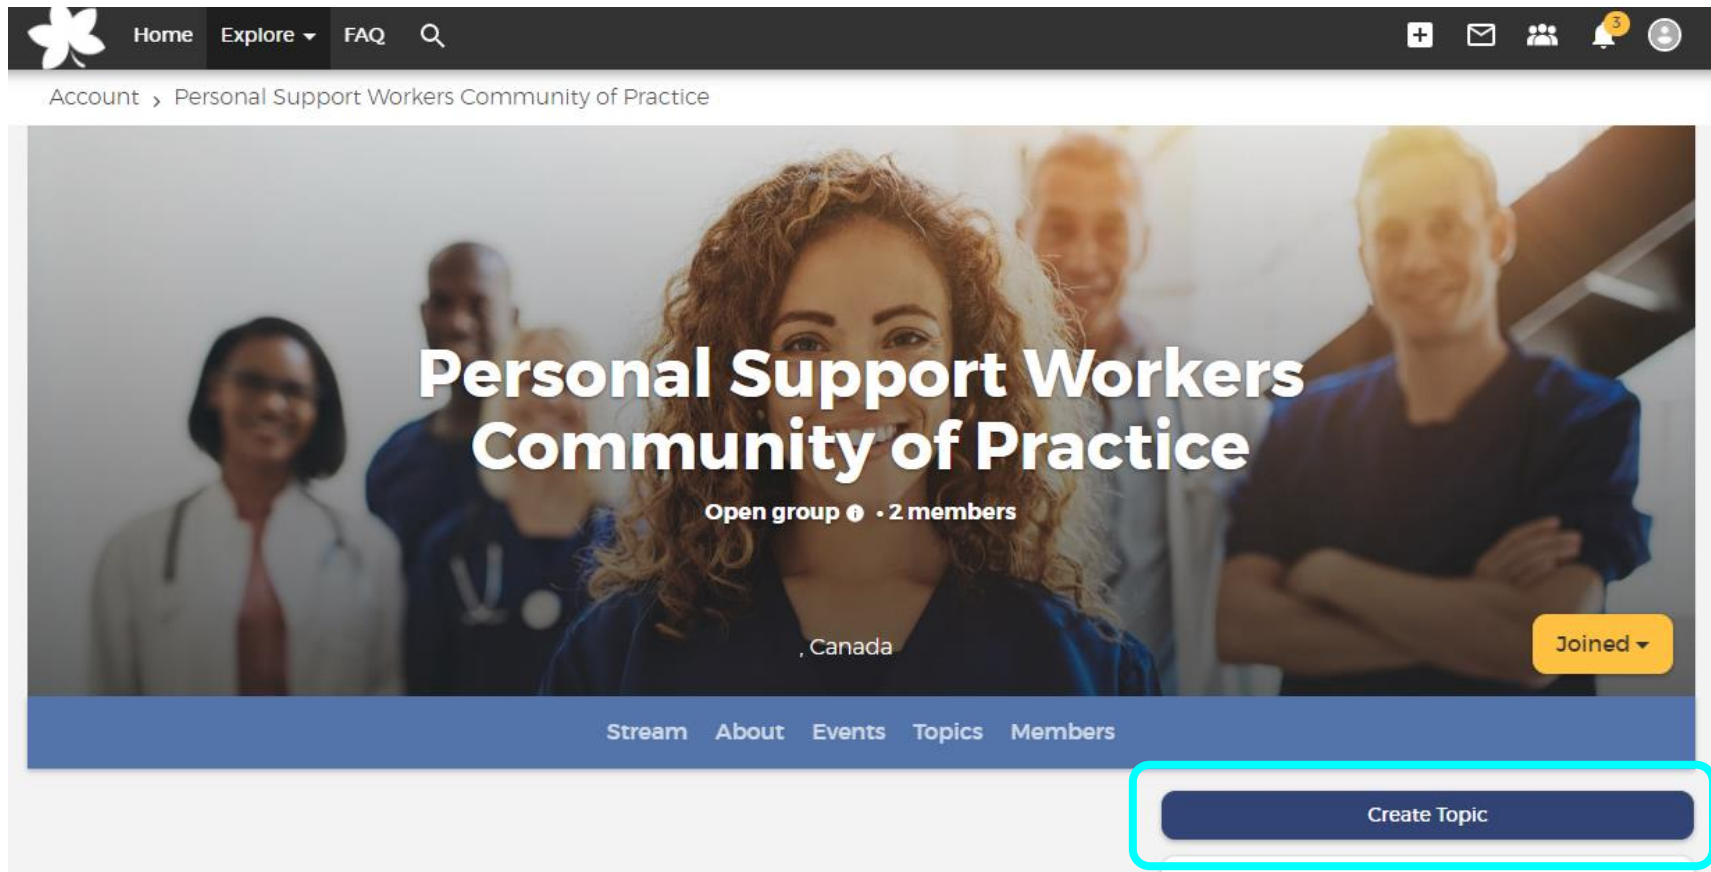 Home Explore FAQ
3
Account > Personal Support Workers Community of Practice
Personal Support Workers
Community of Practice
Open group • 2 members
, Canada
Joined
Stream About Events Topics Members
Create Topic